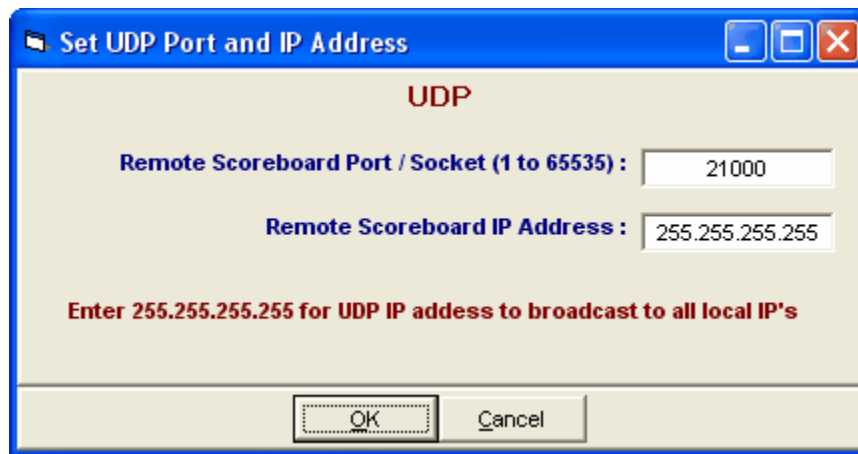 Set UDP Port and IP Address
UDP
Remote Scoreboard Port / Socket (1 to 65535) : 21000
Remote Scoreboard IP Address : 255.255.255.255
Enter 255.255.255.255 for UDP IP addess to broadcast to all local IP's
OK Cancel